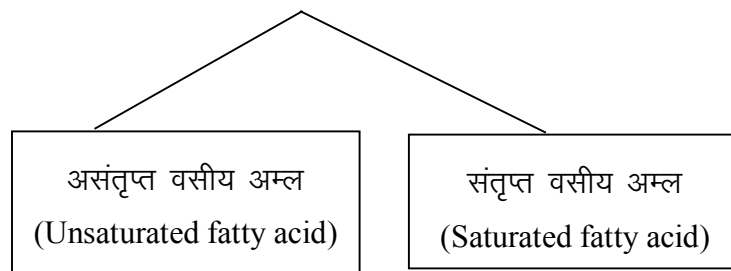 असंतृप्त वसीय अम्ल
(Unsaturated fatty acid)
संतृप्त वसीय अम्ल
(Saturated fatty acid)